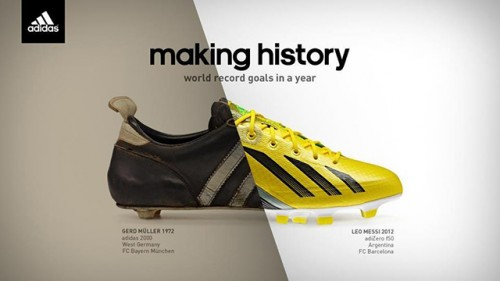 adidas
making history
world record goals in a year
GERD MÜLLER 1972
adidas 2000
West Germany
FC Bayern München
LEO MESSI 2012
adiZero f50
Argentina
FC Barcelona